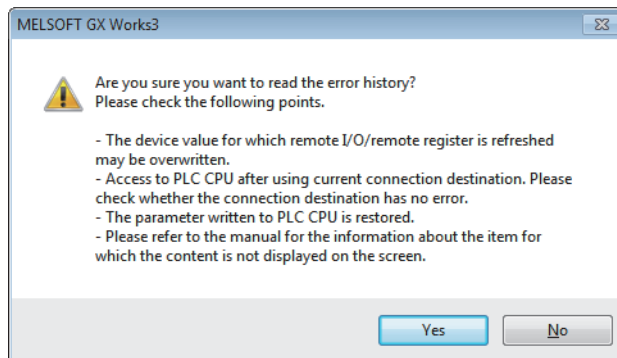 MELSOFT GX Works3
Are you sure you want to read the error history?
Please check the following points.
- The device value for which remote I/O/remote register is refreshed
may be overwritten.
- Access to PLC CPU after using current connection destination. Please
check whether the connection destination has no error.
- The parameter written to PLC CPU is restored.
- Please refer to the manual for the information about the item for
which the content is not displayed on the screen.
Yes
No